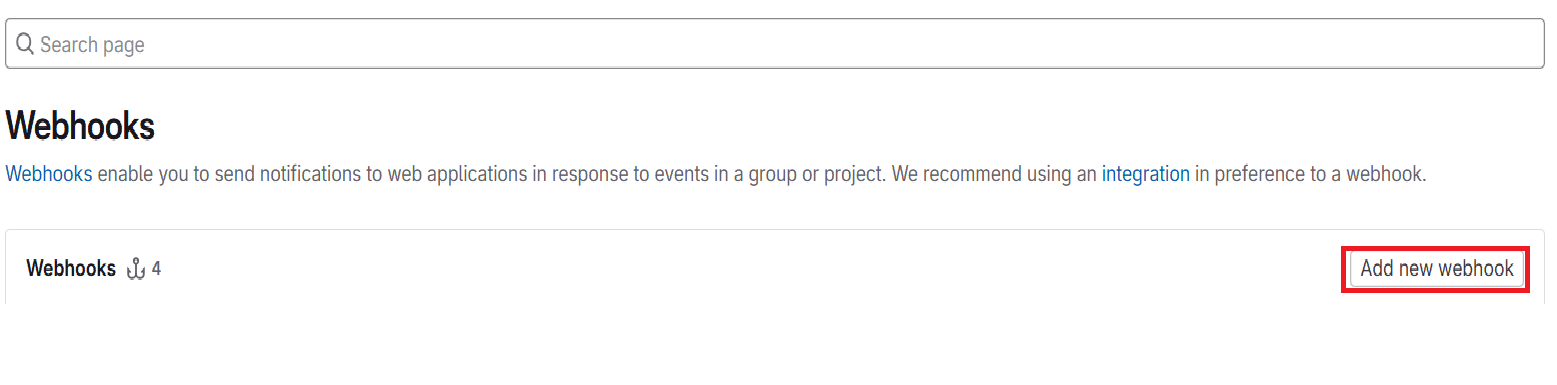 Search page
Webhooks
Webhooks enable you to send notifications to web applications in response to events in a group or project. We recommend using an integration in preference to a webhook.
Webhooks 4 Add new webhook